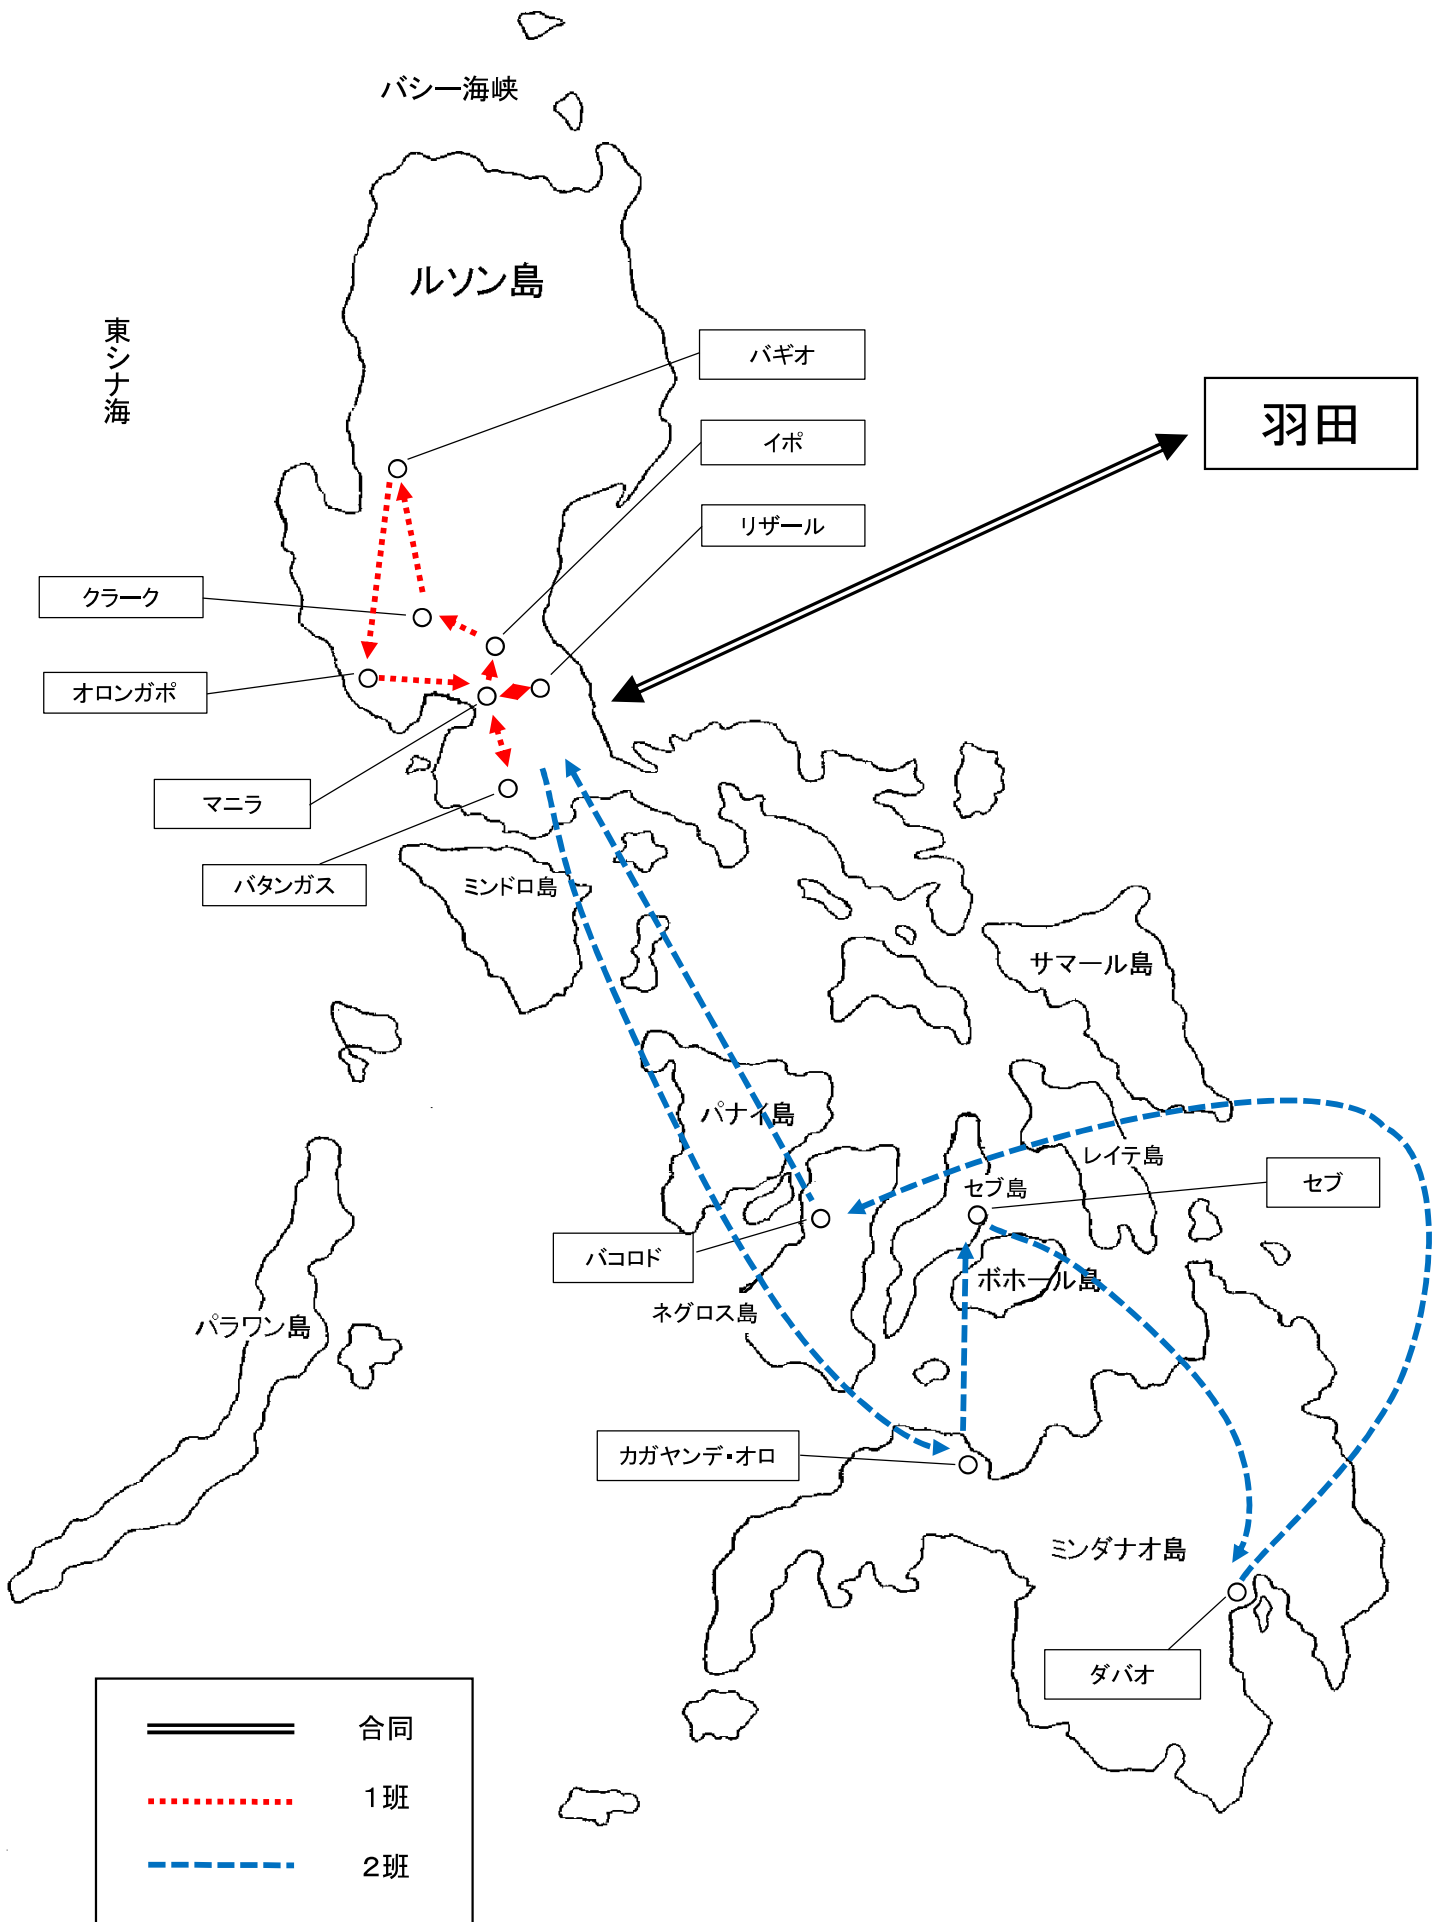 バシー海峡
ルソン島
東シナ海
バギオ
羽田
イポ
リザール
クラーク
オロンガポ
マニラ
バタンガス
ミンドロ島
サマール島
パナイ島
レイテ島
セブ島
セブ
バコロド
ボホール島
ネグロス島
パラワン島
カガヤンデ・オロ
ミンダナオ島
ダバオ
合同
１班
２班